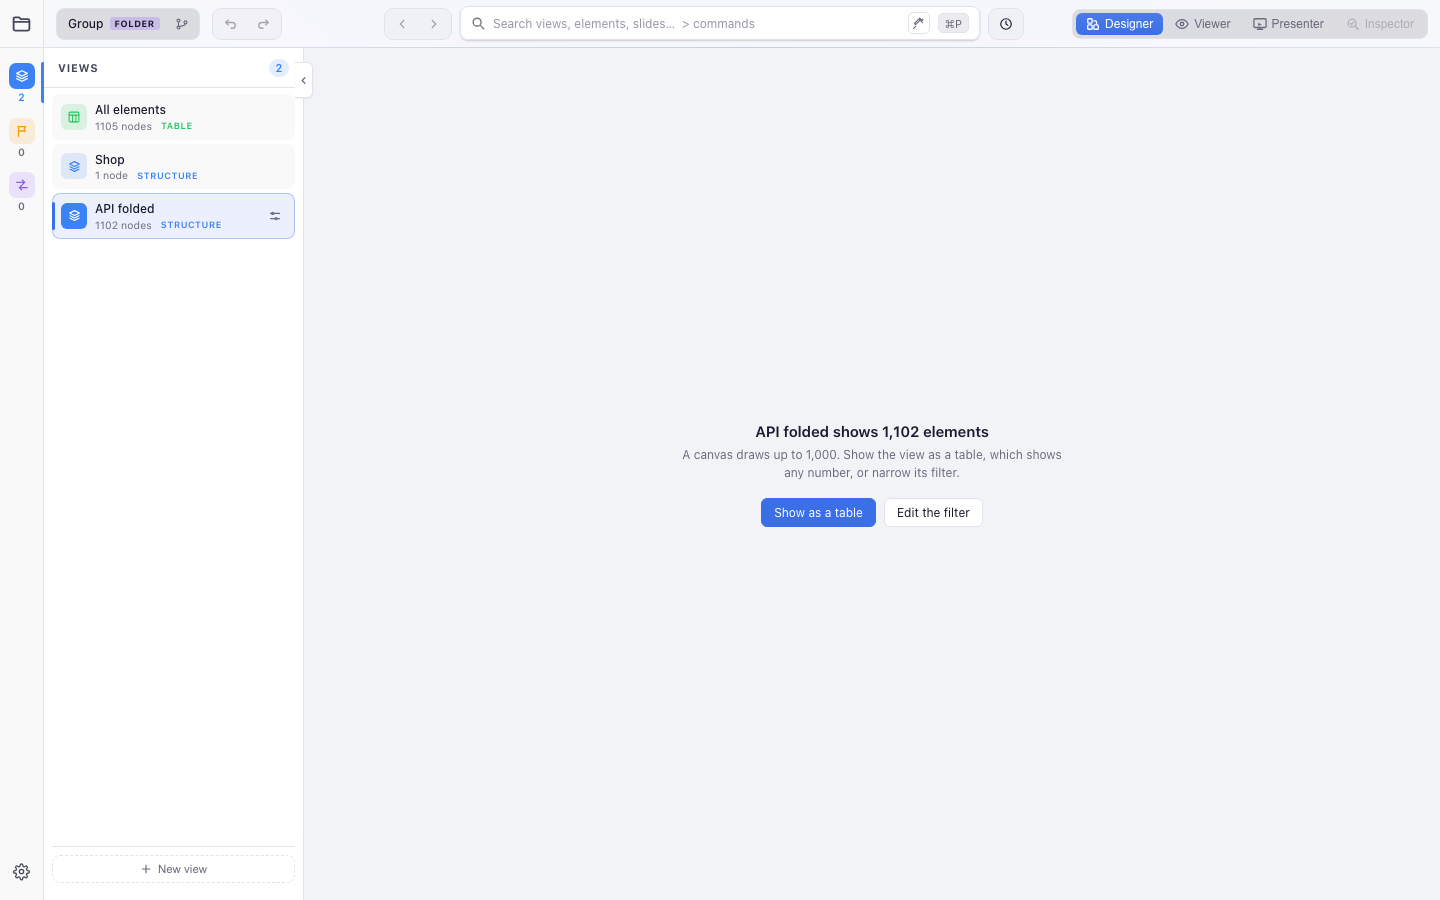 Group FOLDER
Search views, elements, slides... > commands
⌘P
Designer
Viewer
Presenter
Inspector
VIEWS
2
2
0
0
All elements
1105 nodes TABLE
Shop
1 node STRUCTURE
API folded
1102 nodes STRUCTURE
API folded shows 1,102 elements
A canvas draws up to 1,000. Show the view as a table, which shows
any number, or narrow its filter.
Show as a table
Edit the filter
New view